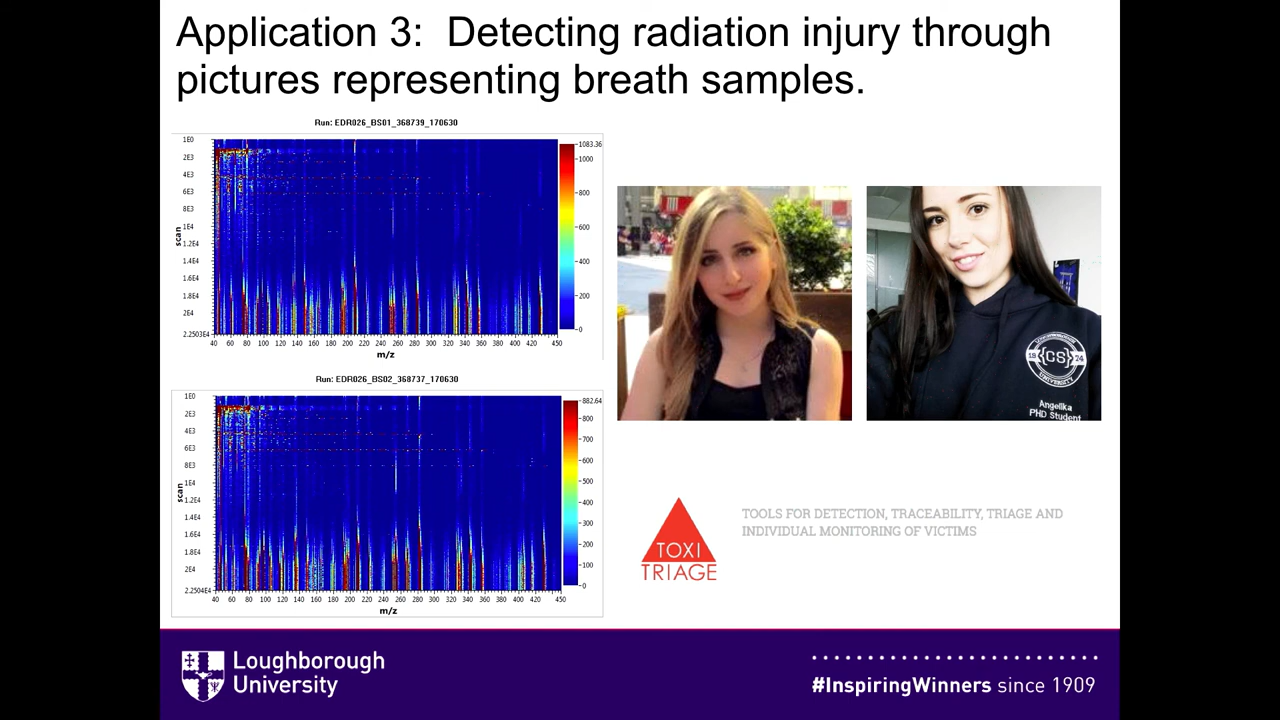 Application 3:  Detecting radiation injury through
pictures representing breath samples.
Run: EDR026_BS01_368739_170630
1E0
2E3
4E3
6E3
8E3
1E4
1.2E4
1.4E4
1.6E4
1.8E4
2E4
2.2503E4
scan
40 60 80 100 120 140 160 180 200 220 240 260 280 300 320 340 360 380 400 420 450
m/z
1083.36
1000
800
600
400
200
0
Run: EDR026_BS02_368737_170630
1E0
2E3
4E3
6E3
8E3
1E4
1.2E4
1.4E4
1.6E4
1.8E4
2E4
2.2504E4
scan
40 60 80 100 120 140 160 180 200 220 240 260 280 300 320 340 360 380 400 420 450
m/z
882.64
800
700
600
500
400
300
200
100
0
19 {CS} 24
UNIVERSITY
Angelika
PHD Student
TOXI
TRIAGE
TOOLS FOR DETECTION, TRACEABILITY, TRIAGE AND
INDIVIDUAL MONITORING OF VICTIMS
Loughborough
University
#InspiringWinners since 1909